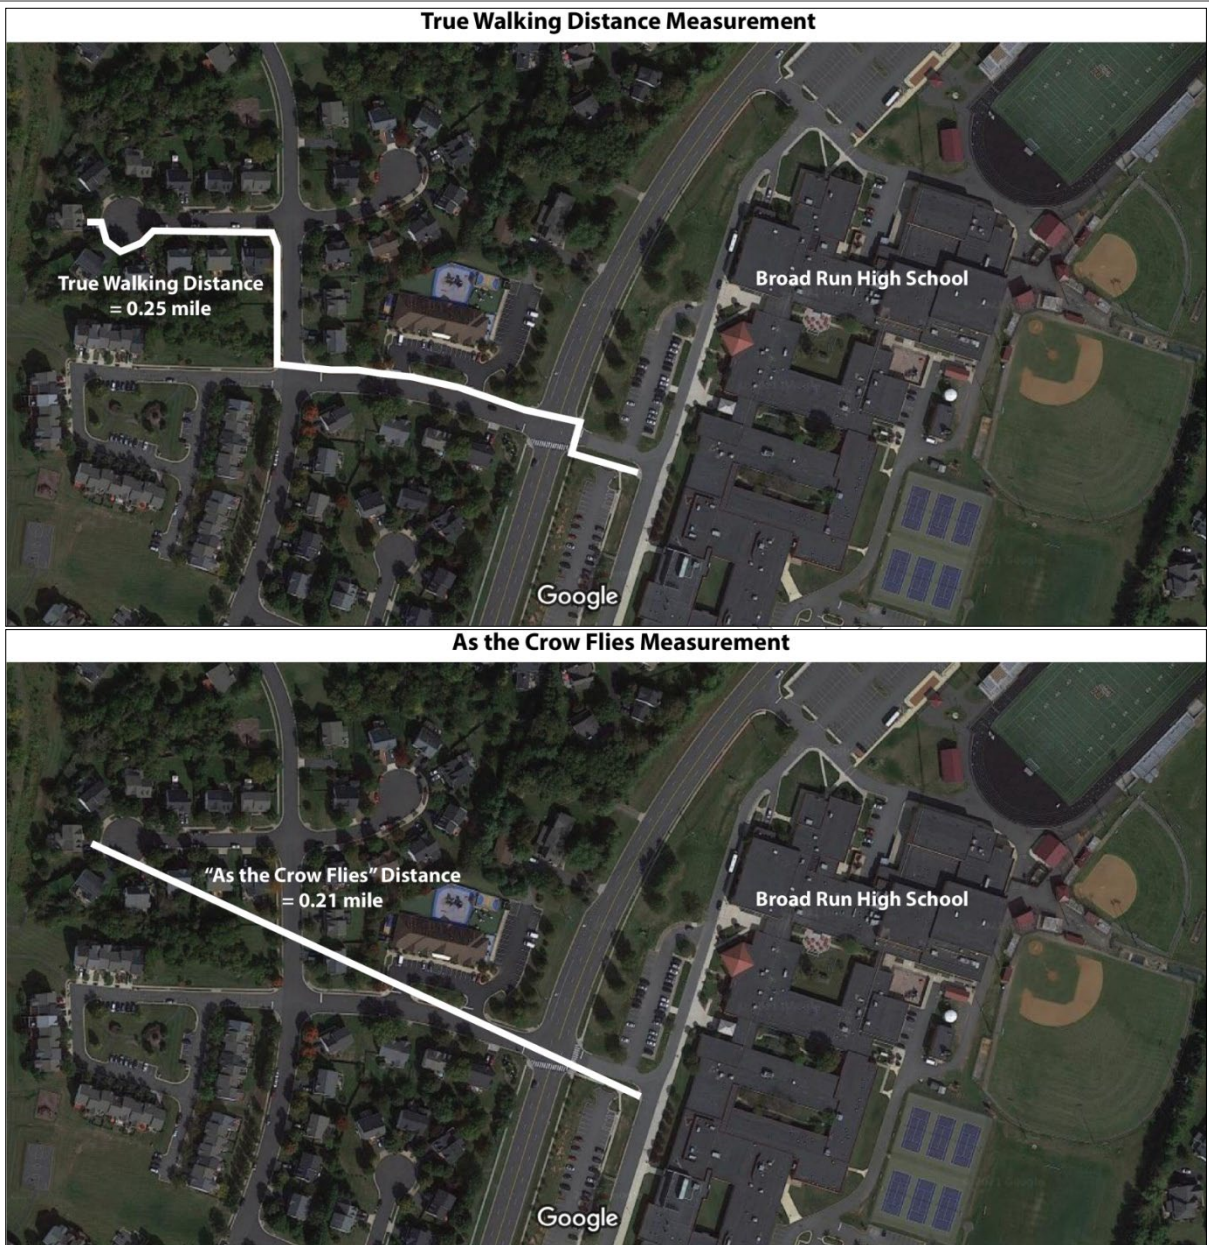 True Walking Distance Measurement
Broad Run High School
True Walking Distance
= 0.25 mile
Google
As the Crow Flies Measurement
“As the Crow Flies” Distance
= 0.21 mile
Broad Run High School
Google